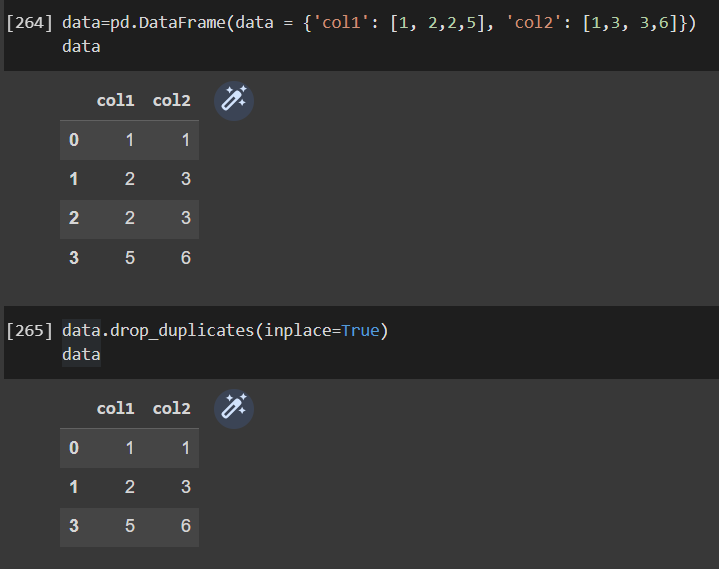 [264] data=pd.DataFrame(data = {'col1': [1, 2,2,5], 'col2': [1,3, 3,6]})
data
col1 col2
0 1 1
1 2 3
2 2 3
3 5 6
[265] data.drop_duplicates(inplace=True)
data
col1 col2
0 1 1
1 2 3
3 5 6